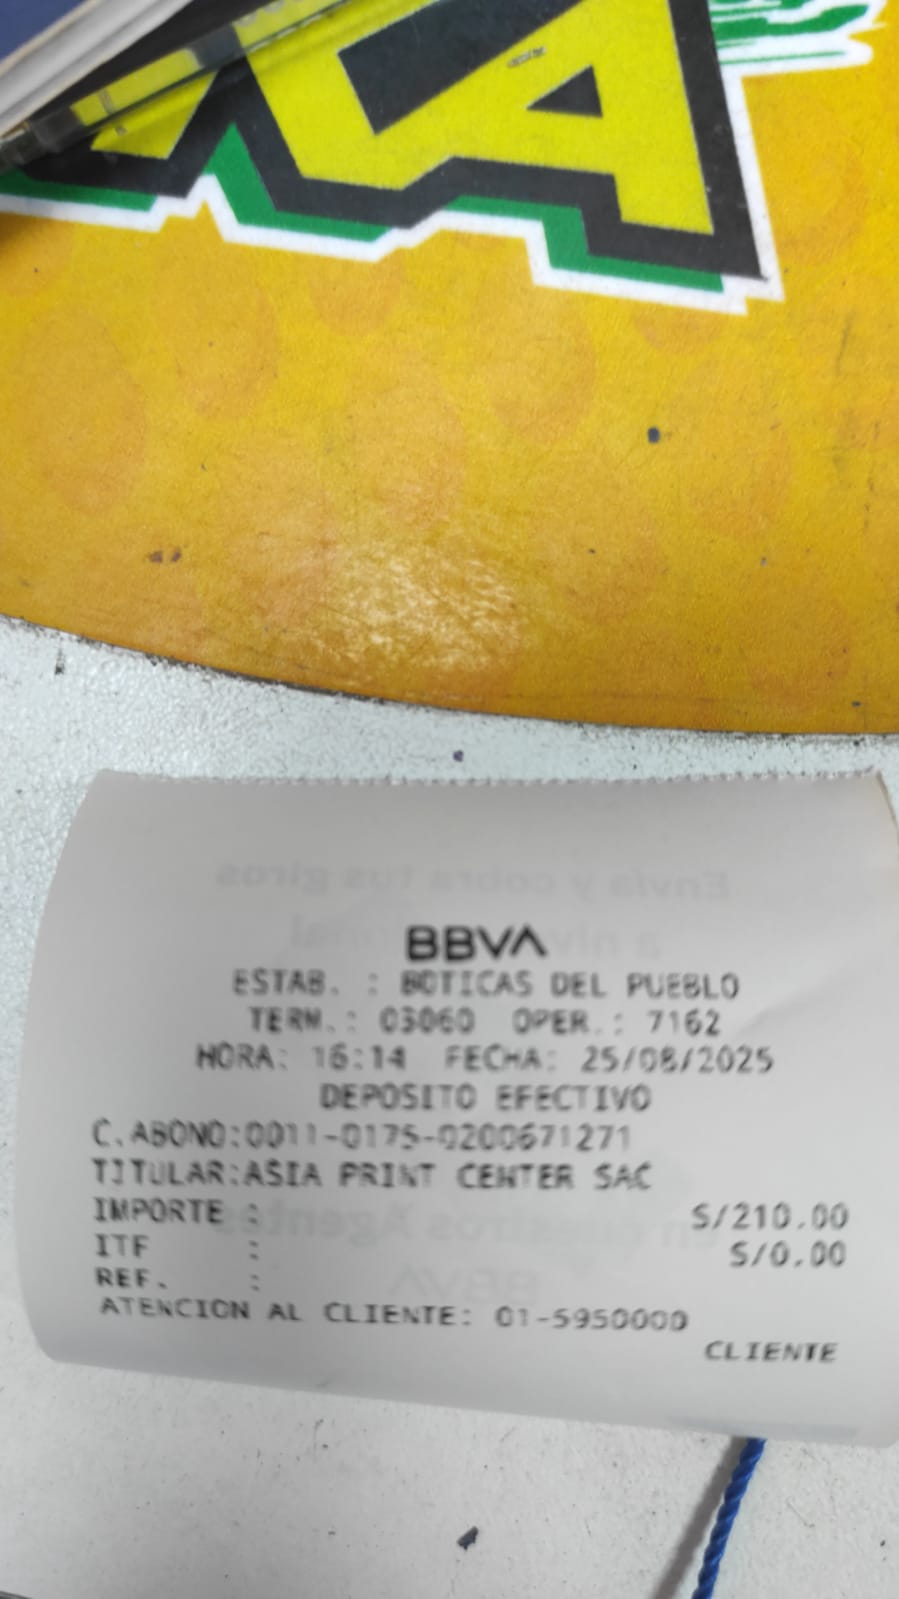 BBVA
ESTAB. : BOTICAS DEL PUEBLO
TERM.: 03060 OPER.: 7162
HORA: 16:14 FECHA: 25/08/2025
DEPOSITO EFECTIVO
C.ABONO:0011-0175-0200671271
TITULAR:ASIA PRINT CENTER SAC
IMPORTE : S/210.00
ITF : S/0.00
REF. :
ATENCION AL CLIENTE: 01-5950000
CLIENTE